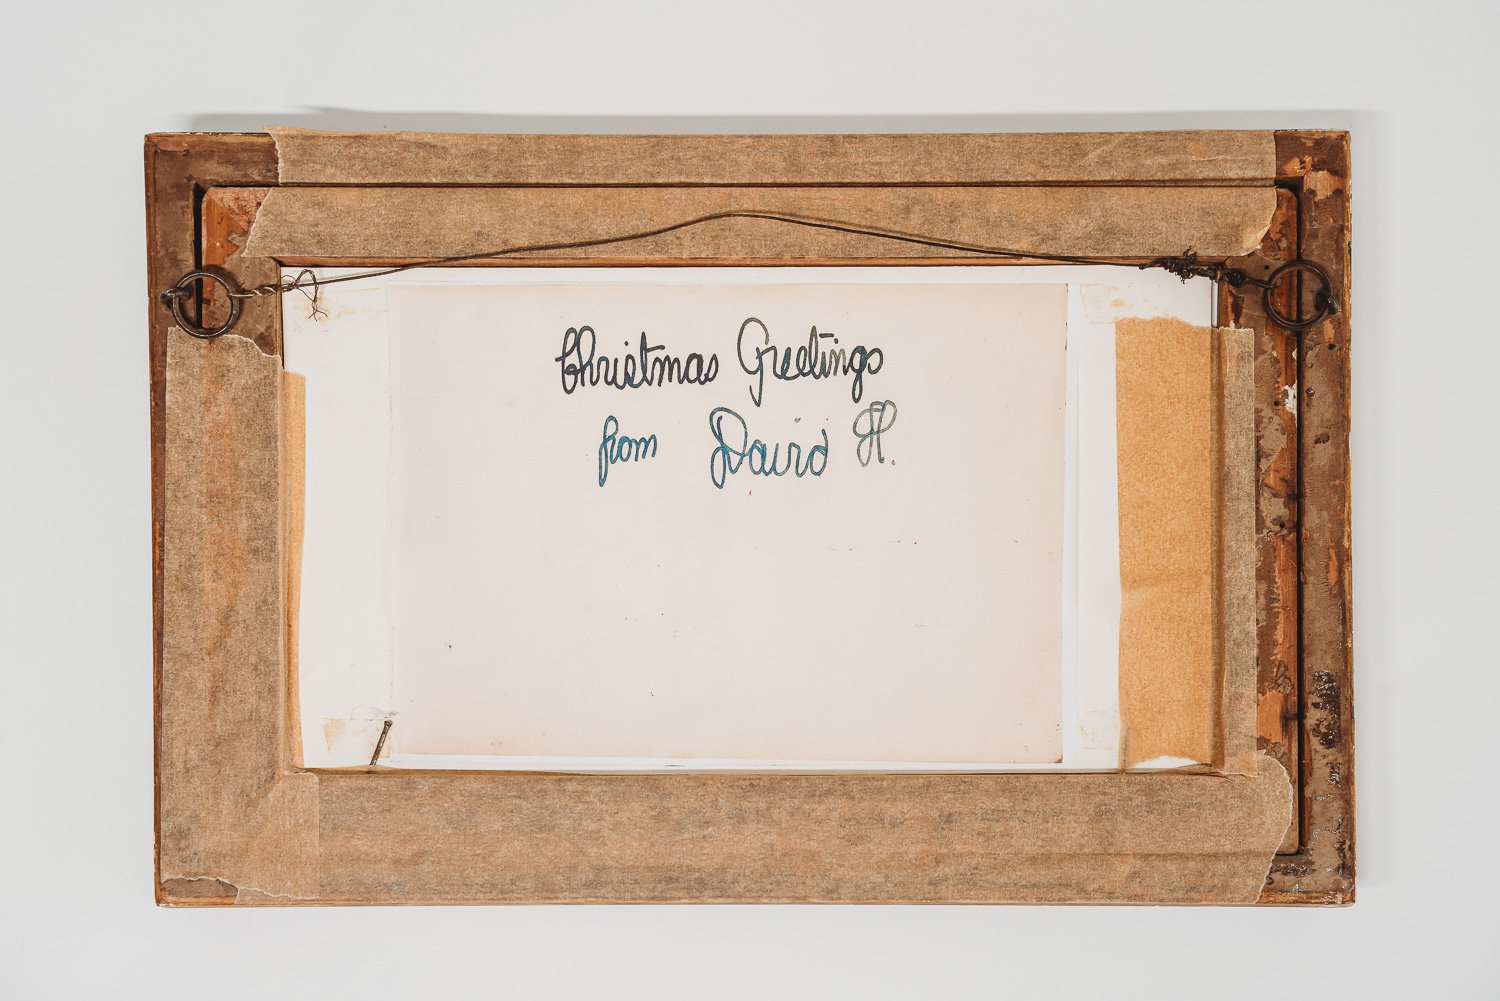 Christmas Greetings
from David H.